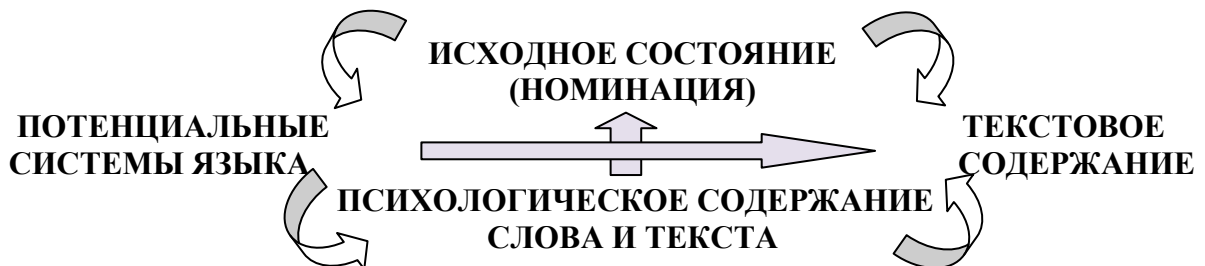 ИСХОДНОЕ СОСТОЯНИЕ
(НОМИНАЦИЯ)
ПОТЕНЦИАЛЬНЫЕ
СИСТЕМЫ ЯЗЫКА
ТЕКСТОВОЕ
СОДЕРЖАНИЕ
ПСИХОЛОГИЧЕСКОЕ СОДЕРЖАНИЕ
СЛОВА И ТЕКСТА